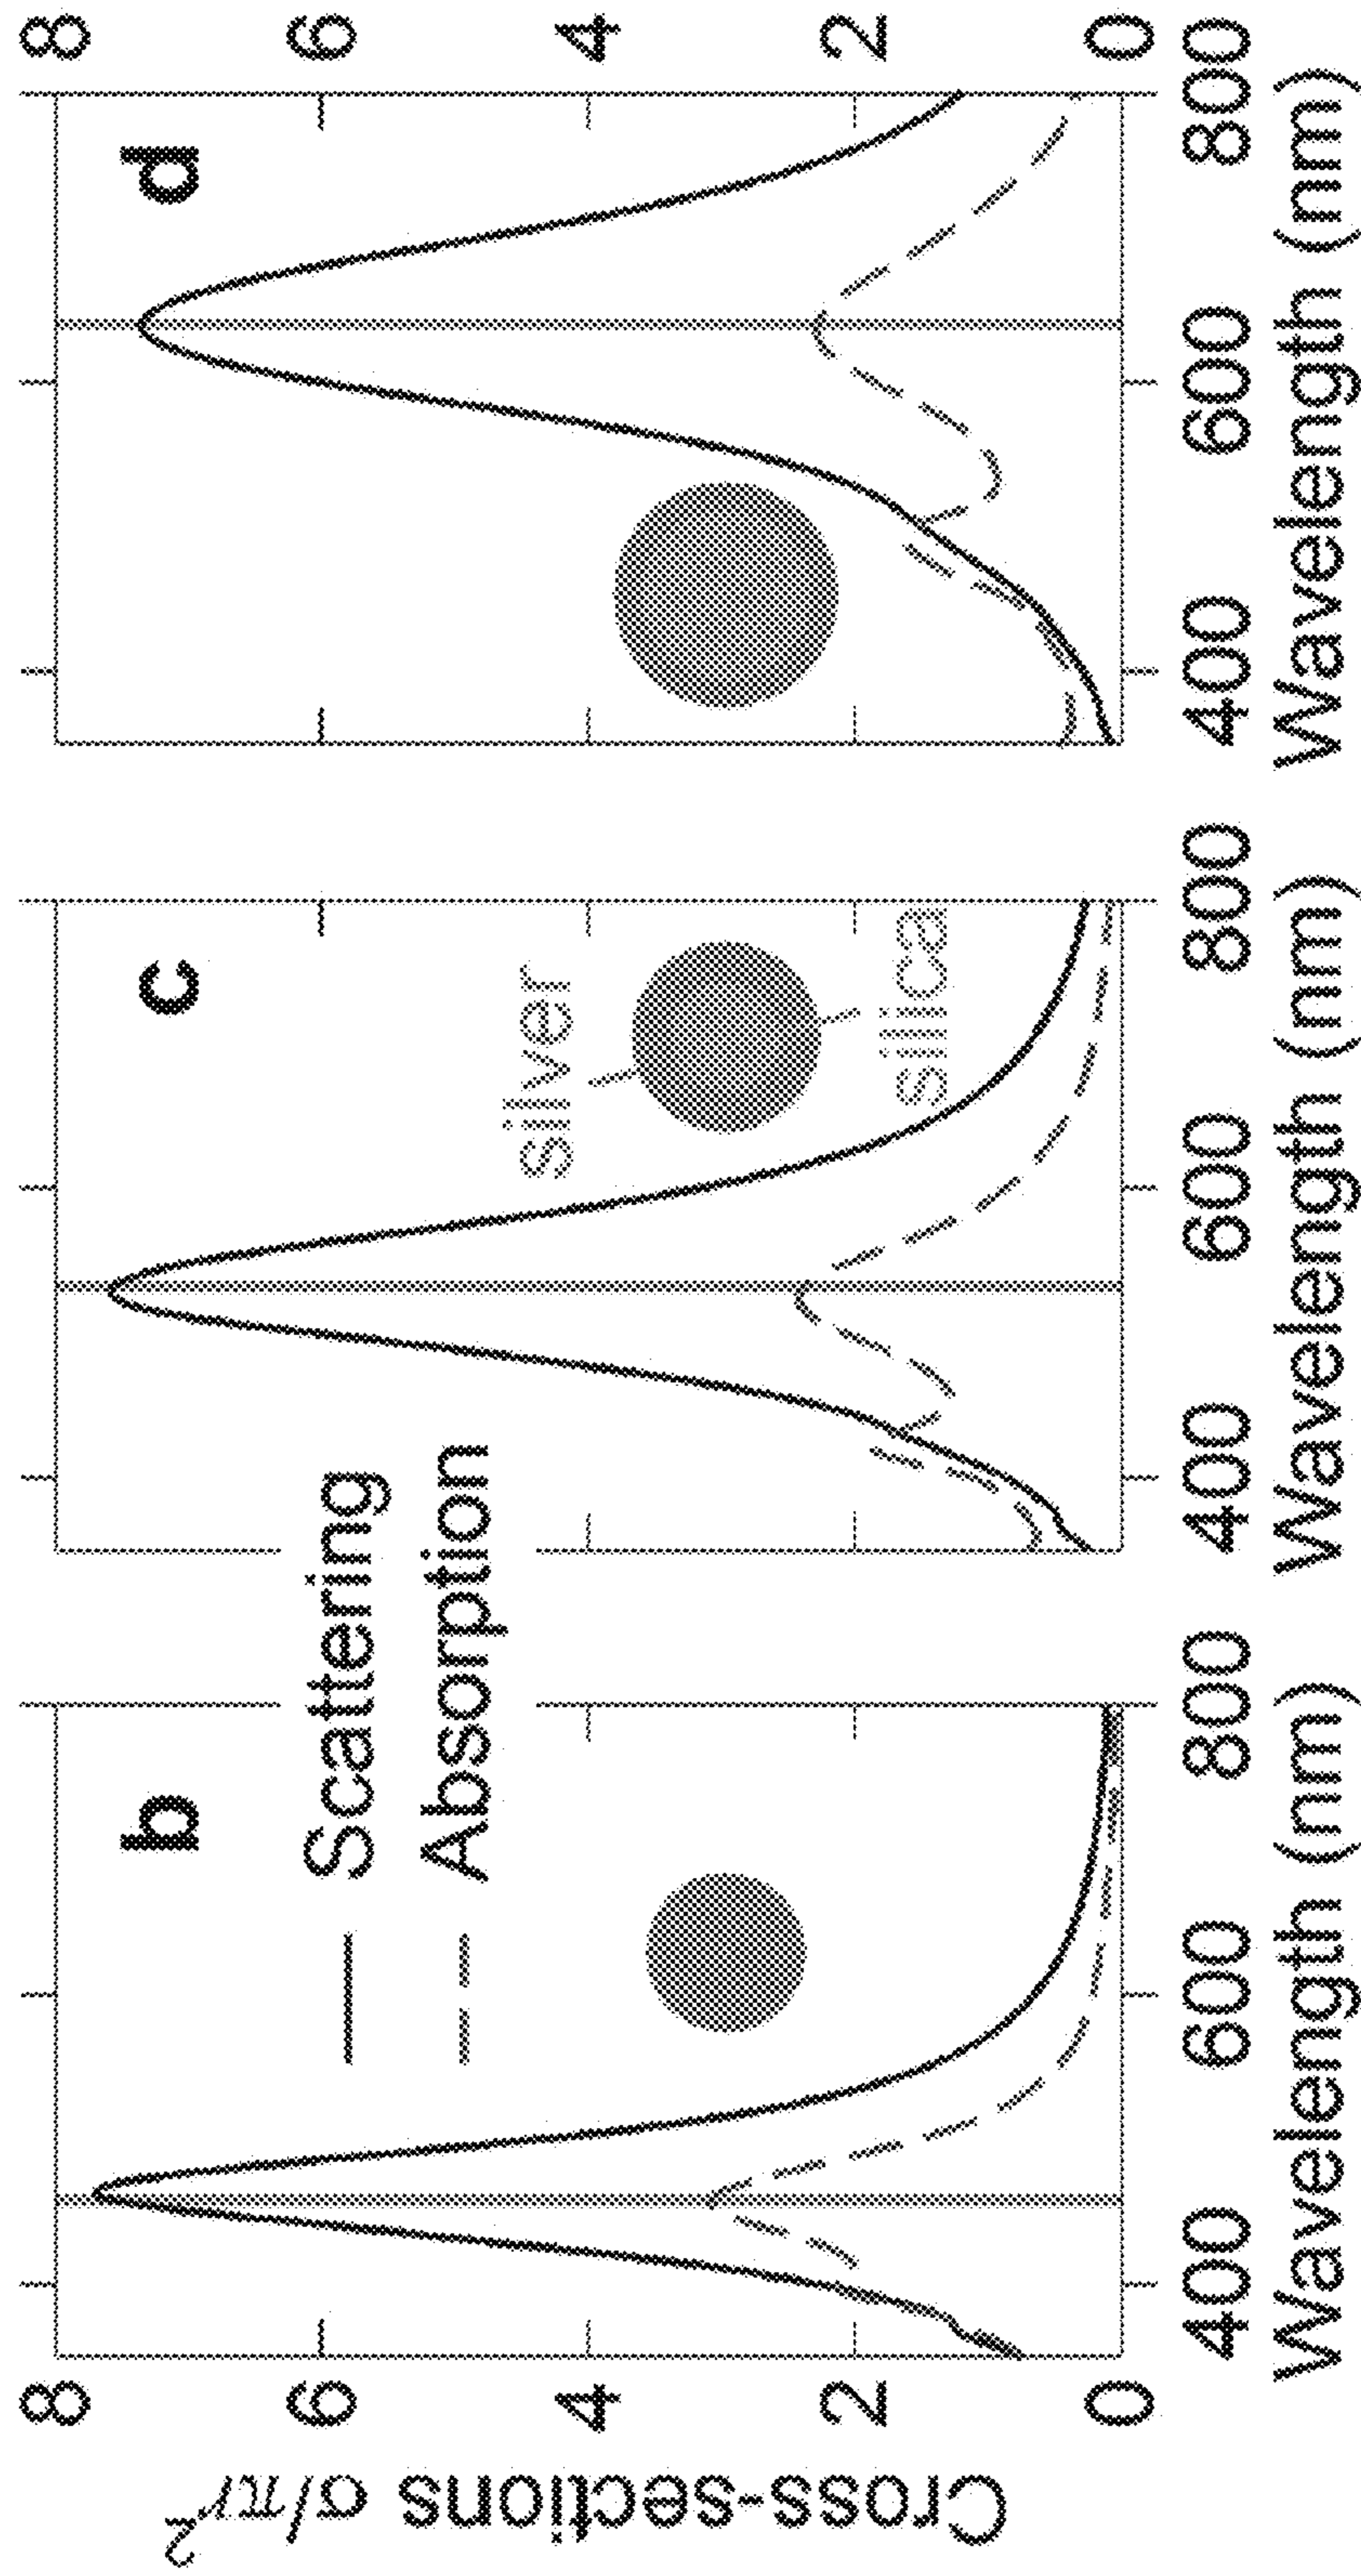 Cross-sections σ/πr²
8
6
4
2
0
b
Scattering
Absorption
400
600
800
Wavelength (nm)
c
silver
silica
400
600
800
Wavelength (nm)
d
8
6
4
2
0
400
600
800
Wavelength (nm)